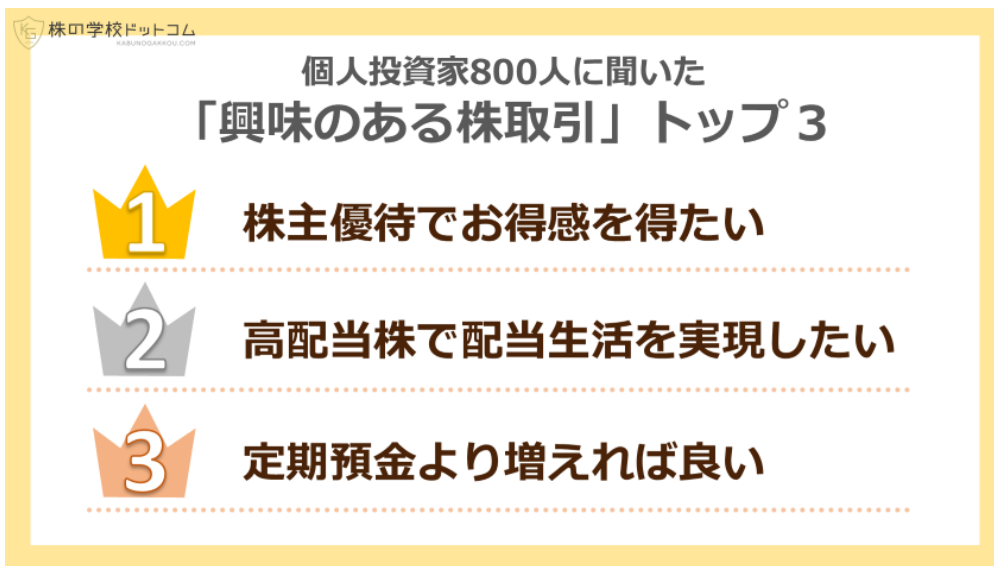 KG 株の学校ドットコム
KABUNOGAKKOU.COM
個人投資家800人に聞いた
「興味のある株取引」トップ３
1 株主優待でお得感を得たい
2 高配当株で配当生活を実現したい
3 定期預金より増えれば良い